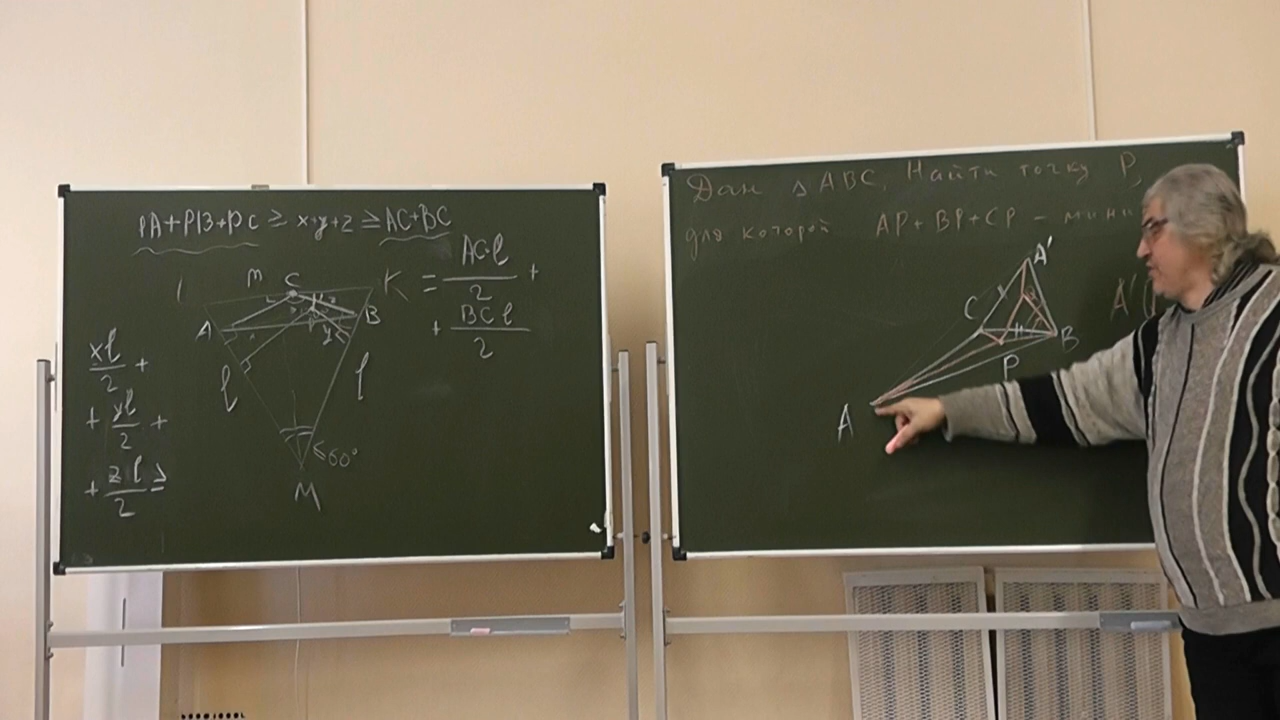 PA+PB+PC ≥ x+y+z ≥ AC+BC
M C K
= AC·l / 2 +
+ BC l / 2
A B
y
xl / 2 +
+ yl / 2 +
+ z l / 2 ≥
l l
60°
M
Дан △ ABC. Найти точку P,
для которой AP+BP+CP - мини
A'
C B
P
A
A'